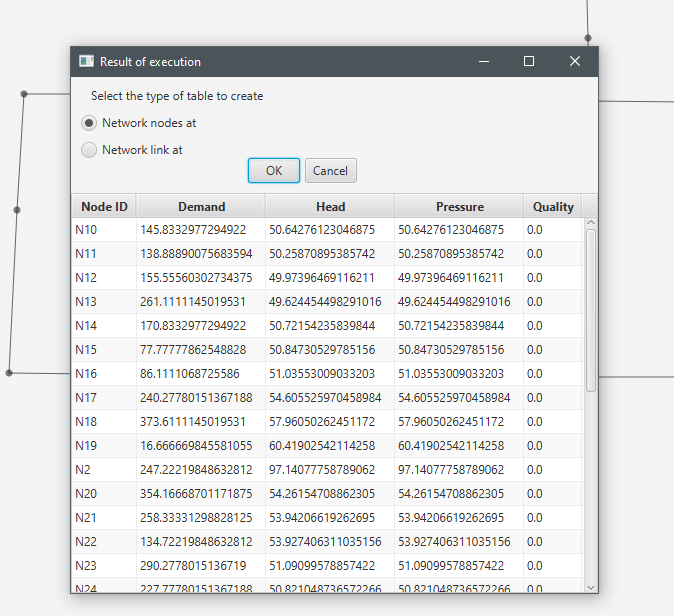 Result of execution
Select the type of table to create
Network nodes at
Network link at
OK Cancel
Node ID Demand Head Pressure Quality
N10 145.8332977294922 50.64276123046875 50.64276123046875 0.0
N11 138.88890075683594 50.25870895385742 50.25870895385742 0.0
N12 155.55560302734375 49.97396469116211 49.97396469116211 0.0
N13 261.1111145019531 49.624454498291016 49.624454498291016 0.0
N14 170.8332977294922 50.72154235839844 50.72154235839844 0.0
N15 77.77777862548828 50.84730529785156 50.84730529785156 0.0
N16 86.1111068725586 51.03553009033203 51.03553009033203 0.0
N17 240.27780151367188 54.605525970458984 54.605525970458984 0.0
N18 373.6111145019531 57.96050262451172 57.96050262451172 0.0
N19 16.666669845581055 60.41902542114258 60.41902542114258 0.0
N2 247.22219848632812 97.14077758789062 97.14077758789062 0.0
N20 354.16668701171875 54.26154708862305 54.26154708862305 0.0
N21 258.33331298828125 53.94206619262695 53.94206619262695 0.0
N22 134.72219848632812 53.927406311035156 53.927406311035156 0.0
N23 290.2778015136719 51.09099578857422 51.09099578857422 0.0
N24 227.77780151367188 50.821048736572266 50.821048736572266 0.0